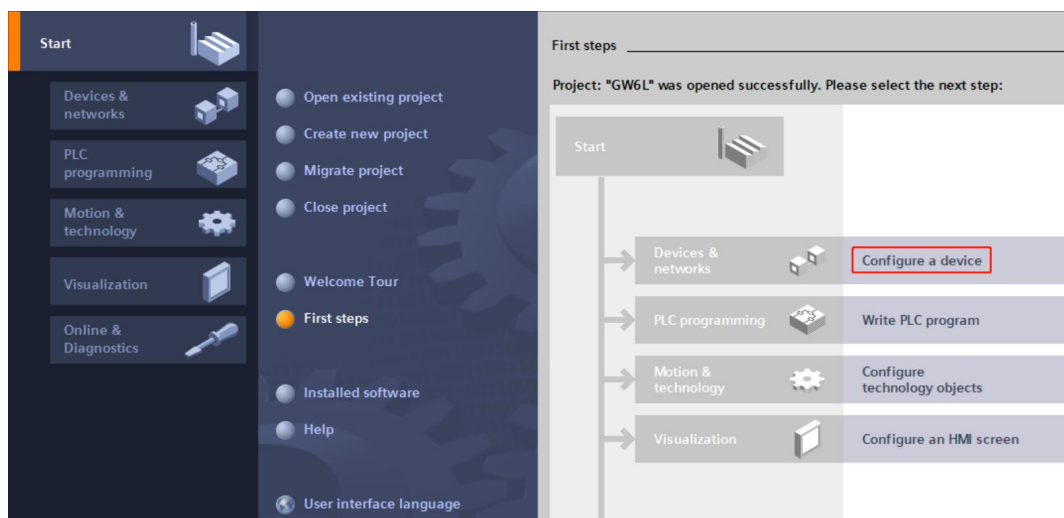 Start
Devices &
networks
PLC
programming
Motion &
technology
Visualization
Online &
Diagnostics
Open existing project
Create new project
Migrate project
Close project
Welcome Tour
First steps
Installed software
Help
User interface language
First steps
Project: "GW6L" was opened successfully. Please select the next step:
Start
Devices &
networks
Configure a device
PLC programming
Write PLC program
Motion &
technology
Configure
technology objects
Visualization
Configure an HMI screen